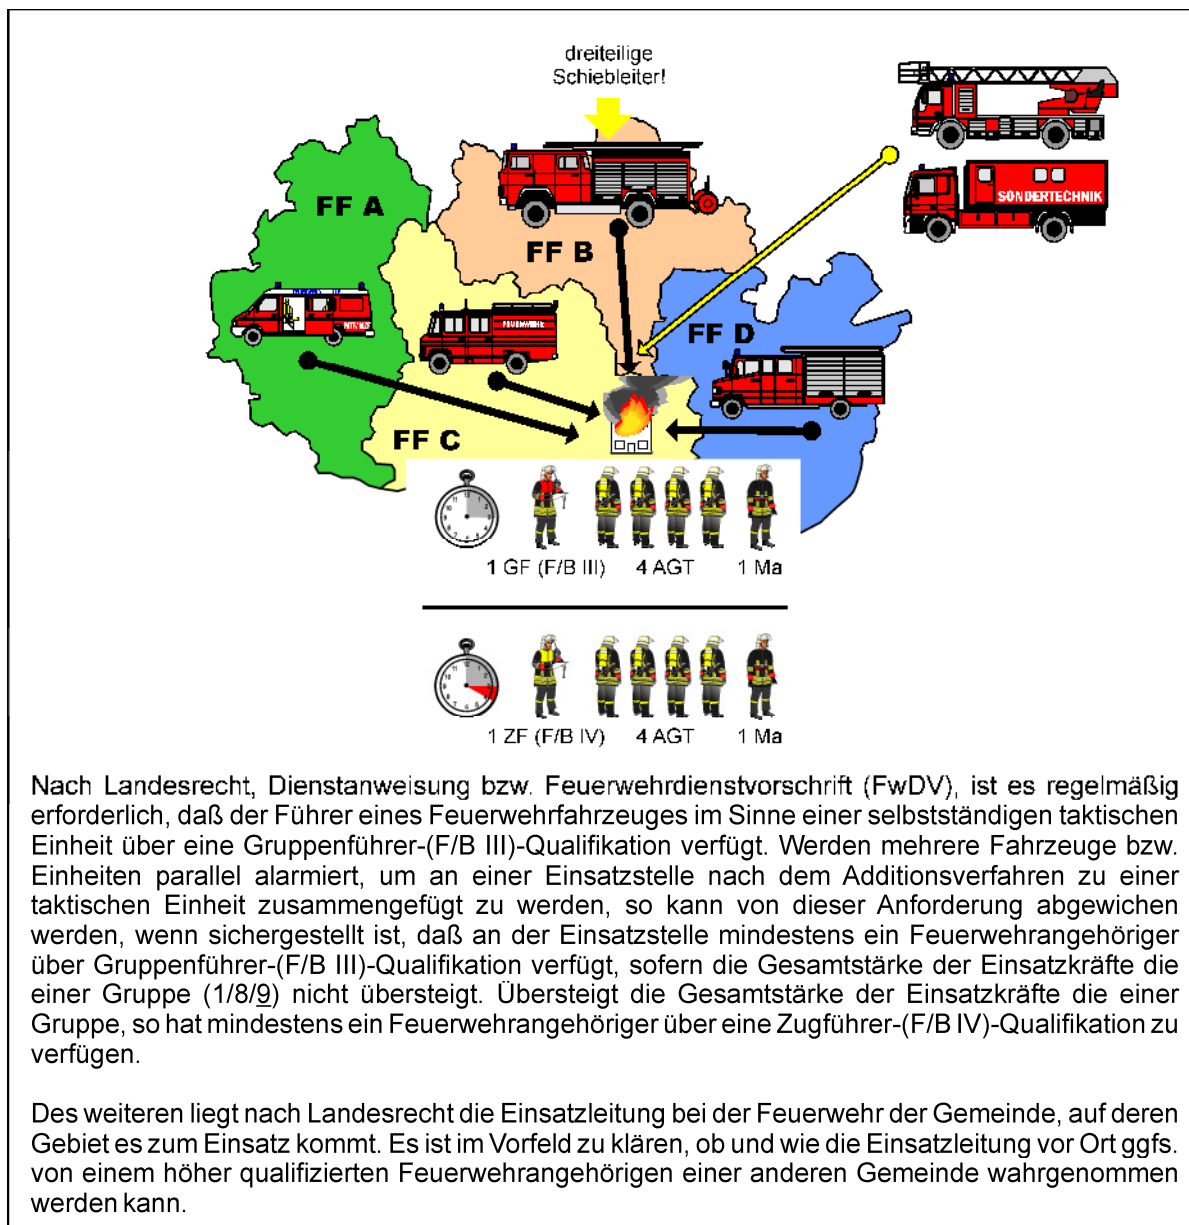 dreiteilige
Schiebleiter!
SONDERTECHNIK
FF A
FF B
FF D
FEUERWEHR
FF C
1 GF (F/B III) 4 AGT 1 Ma
1 ZF (F/B IV) 4 AGT 1 Ma
Nach Landesrecht, Dienstanweisung bzw. Feuerwehrdienstvorschrift (FwDV), ist es regelmäßig
erforderlich, daß der Führer eines Feuerwehrfahrzeuges im Sinne einer selbstständigen taktischen
Einheit über eine Gruppenführer-(F/B III)-Qualifikation verfügt. Werden mehrere Fahrzeuge bzw.
Einheiten parallel alarmiert, um an einer Einsatzstelle nach dem Additionsverfahren zu einer
taktischen Einheit zusammengefügt zu werden, so kann von dieser Anforderung abgewichen
werden, wenn sichergestellt ist, daß an der Einsatzstelle mindestens ein Feuerwehrangehöriger
über Gruppenführer-(F/B III)-Qualifikation verfügt, sofern die Gesamtstärke der Einsatzkräfte die
einer Gruppe (1/8/9) nicht übersteigt. Übersteigt die Gesamtstärke der Einsatzkräfte die einer
Gruppe, so hat mindestens ein Feuerwehrangehöriger über eine Zugführer-(F/B IV)-Qualifikation zu
verfügen.
Des weiteren liegt nach Landesrecht die Einsatzleitung bei der Feuerwehr der Gemeinde, auf deren
Gebiet es zum Einsatz kommt. Es ist im Vorfeld zu klären, ob und wie die Einsatzleitung vor Ort ggfs.
von einem höher qualifizierten Feuerwehrangehörigen einer anderen Gemeinde wahrgenommen
werden kann.